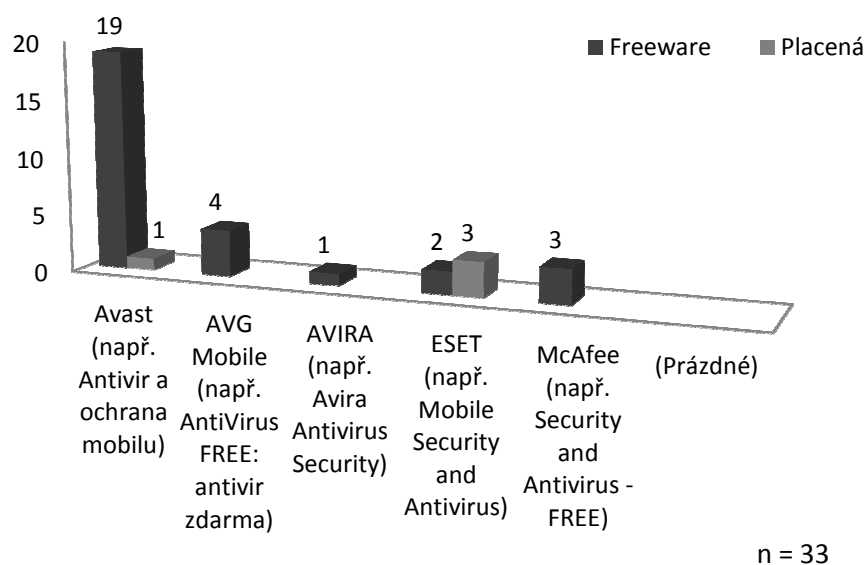 Freeware Placená
20
15
10
5
0
19
1
4
1
2
3
3
Avast
(např.
Antivir a
ochrana
mobilu)
AVG
Mobile
(např.
AntiVirus
FREE:
antivir
zdarma)
AVIRA
(např.
Avira
Antivirus
Security)
ESET
(např.
Mobile
Security
and
Antivirus)
McAfee
(např.
Security
and
Antivirus -
FREE)
(Prázdné)
n = 33